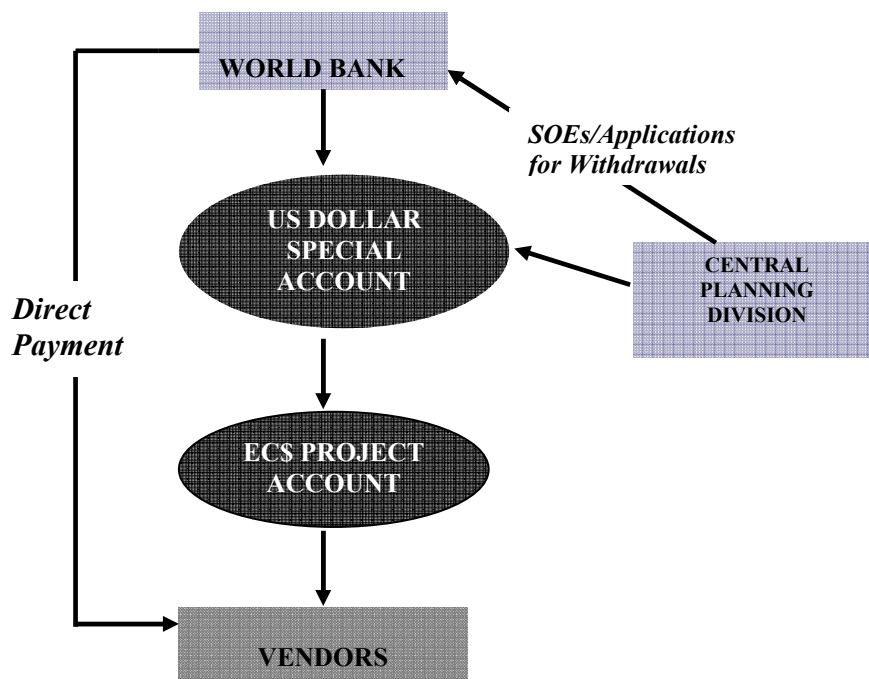 WORLD BANK
SOEs/Applications
for Withdrawals
US DOLLAR
SPECIAL
ACCOUNT
CENTRAL
PLANNING
DIVISION
Direct
Payment
EC$ PROJECT
ACCOUNT
VENDORS